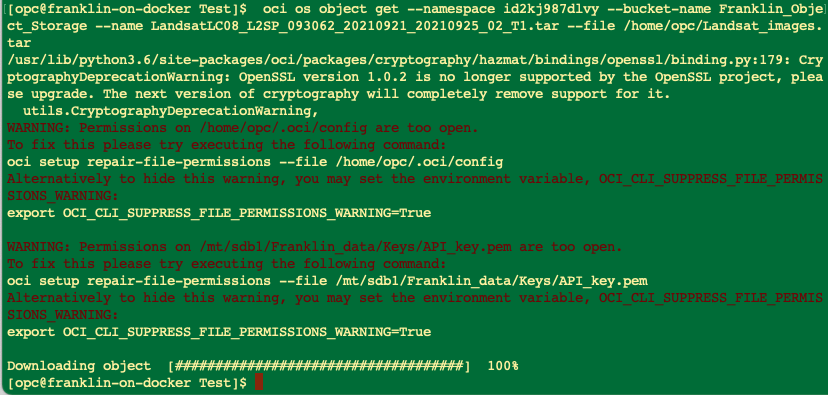 [opc@franklin-on-docker Test]$  oci os object get --namespace id2kj987dlvy --bucket-name Franklin_Obje
ct_Storage --name LandsatLC08_L2SP_093062_20210921_20210925_02_T1.tar --file /home/opc/Landsat_images.
tar
/usr/lib/python3.6/site-packages/oci/packages/cryptography/hazmat/bindings/openssl/binding.py:179: Cry
ptographyDeprecationWarning: OpenSSL version 1.0.2 is no longer supported by the OpenSSL project, plea
se upgrade. The next version of cryptography will completely remove support for it.
  utils.CryptographyDeprecationWarning,
WARNING: Permissions on /home/opc/.oci/config are too open.
To fix this please try executing the following command:
oci setup repair-file-permissions --file /home/opc/.oci/config
Alternatively to hide this warning, you may set the environment variable, OCI_CLI_SUPPRESS_FILE_PERMIS
SIONS_WARNING:
export OCI_CLI_SUPPRESS_FILE_PERMISSIONS_WARNING=True

WARNING: Permissions on /mt/sdb1/Franklin_data/Keys/API_key.pem are too open.
To fix this please try executing the following command:
oci setup repair-file-permissions --file /mt/sdb1/Franklin_data/Keys/API_key.pem
Alternatively to hide this warning, you may set the environment variable, OCI_CLI_SUPPRESS_FILE_PERMIS
SIONS_WARNING:
export OCI_CLI_SUPPRESS_FILE_PERMISSIONS_WARNING=True

Downloading object  [####################################]  100%
[opc@franklin-on-docker Test]$